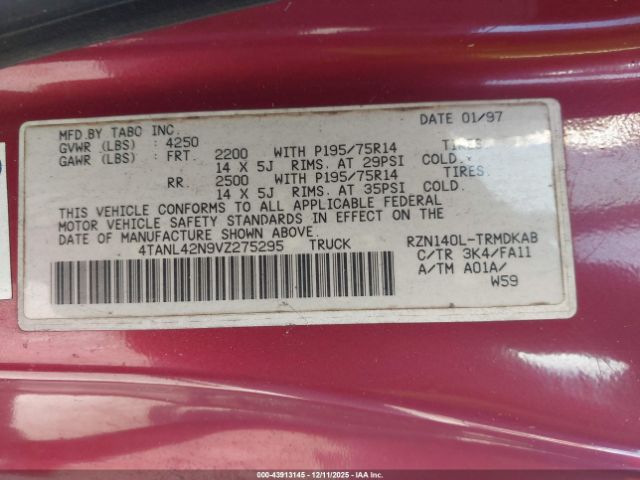 MFD.BY TABC INC. DATE 01/97
GVWR (LBS) : 4250
GAWR (LBS) : FRT. 2200 WITH P195/75R14 TIRES.
14 X 5J RIMS. AT 29PSI COLD.
RR. 2500 WITH P195/75R14 TIRES.
14 X 5J RIMS. AT 35PSI COLD.
THIS VEHICLE CONFORMS TO ALL APPLICABLE FEDERAL
MOTOR VEHICLE SAFETY STANDARDS IN EFFECT ON THE
DATE OF MANUFACTURE SHOWN ABOVE.
4TANL42N9VZ275295 TRUCK RZN140L-TRMDKAB
C/TR 3K4/FA11
A/TM A01A/
W59
000-43913145 - 12/11/2025 - IAAI.COM